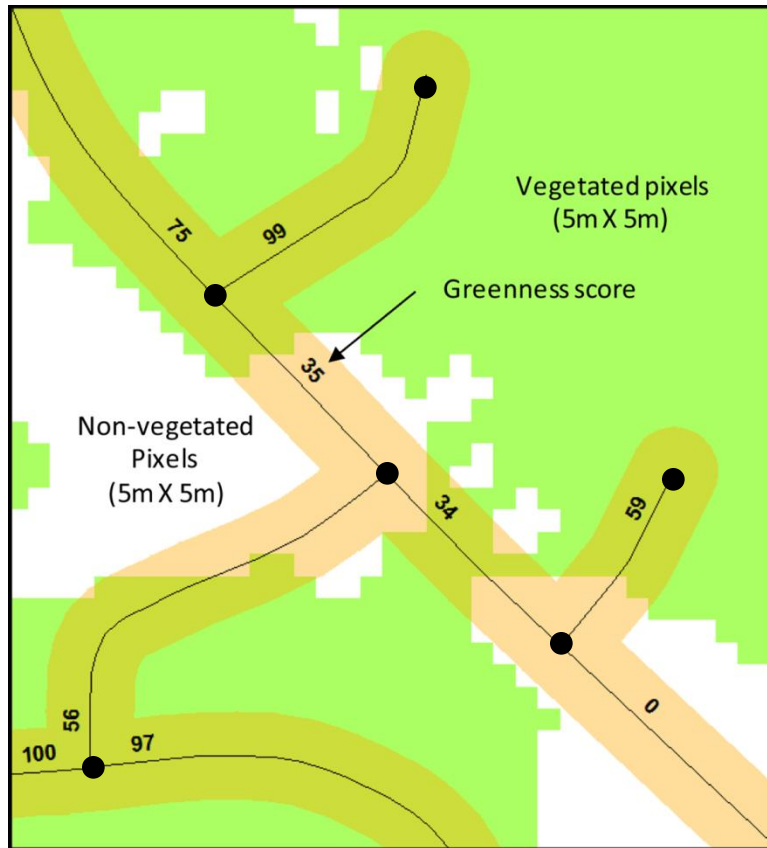 75
99
Vegetated pixels
(5m X 5m)
Greenness score
35
Non-vegetated
Pixels
(5m X 5m)
34
59
56
0
100
97